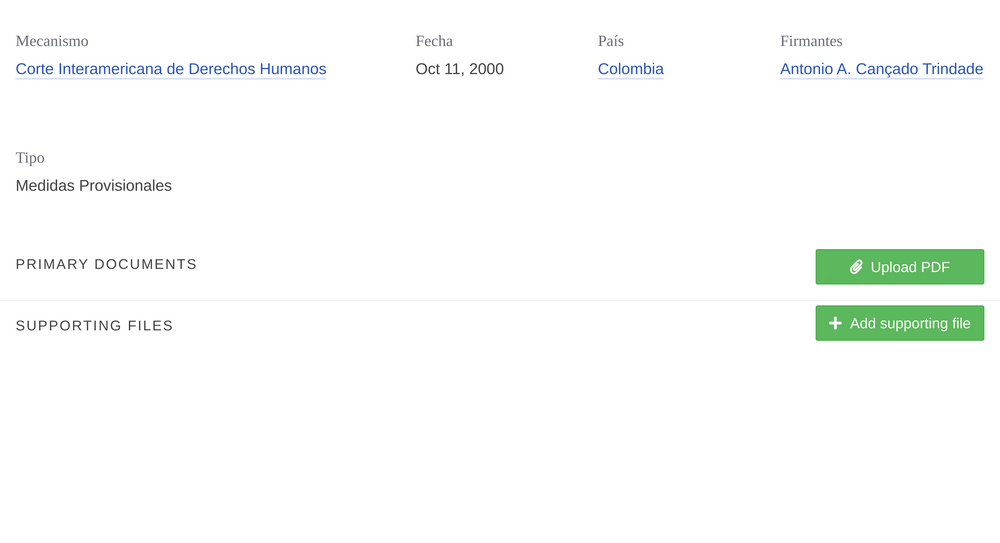 Mecanismo
Corte Interamericana de Derechos Humanos
Fecha
Oct 11, 2000
País
Colombia
Firmantes
Antonio A. Cançado Trindade
Tipo
Medidas Provisionales
PRIMARY DOCUMENTS
Upload PDF
SUPPORTING FILES
Add supporting file